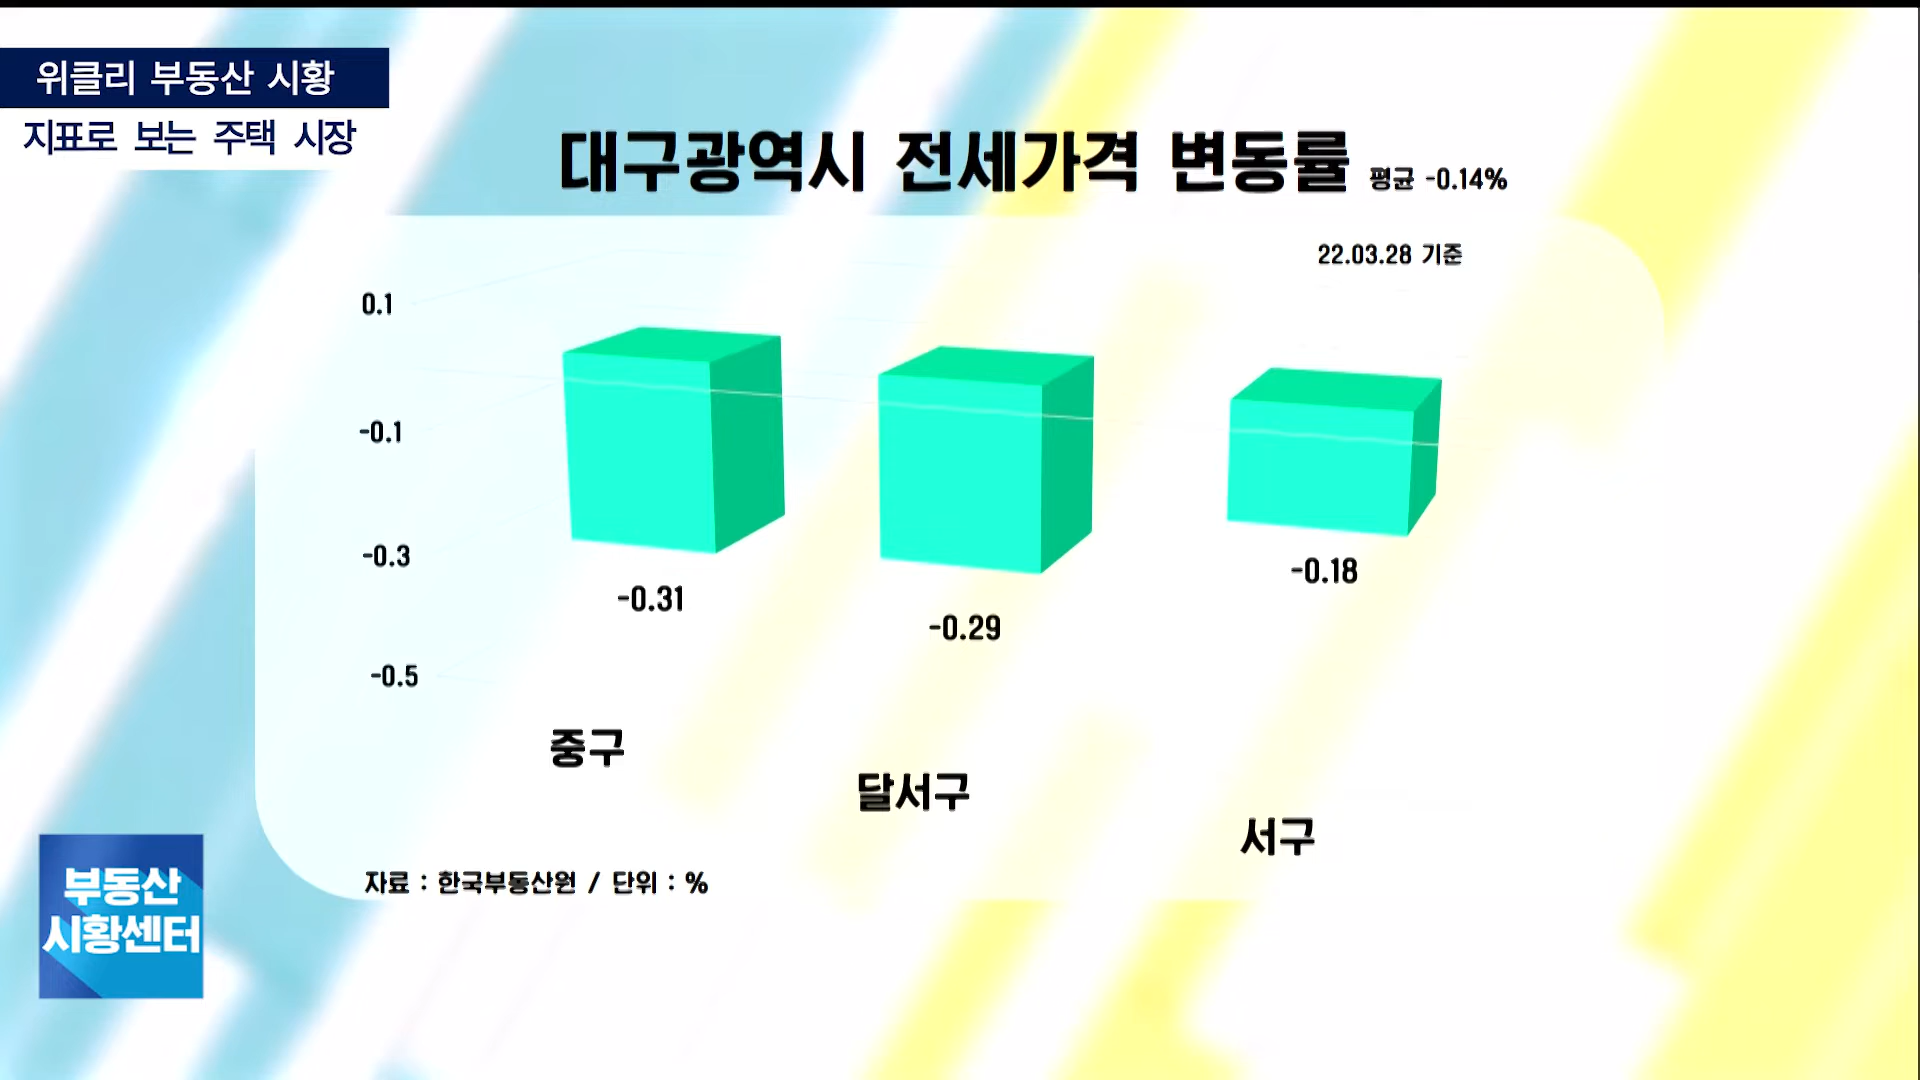 위클리 부동산 시황
지표로 보는 주택 시장
대구광역시 전세가격 변동률 평균 -0.14%
22.03.28 기준
0.1
-0.1
-0.3
-0.5
-0.31
-0.29
-0.18
중구
달서구
서구
자료 : 한국부동산원 / 단위 : %
부동산
시황센터